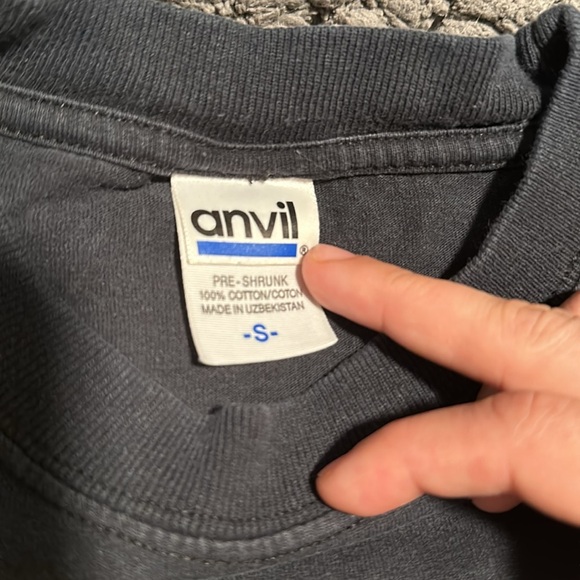 anvil
®
PRE-SHRUNK
100% COTTON/COTON
MADE IN UZBEKISTAN
-S-